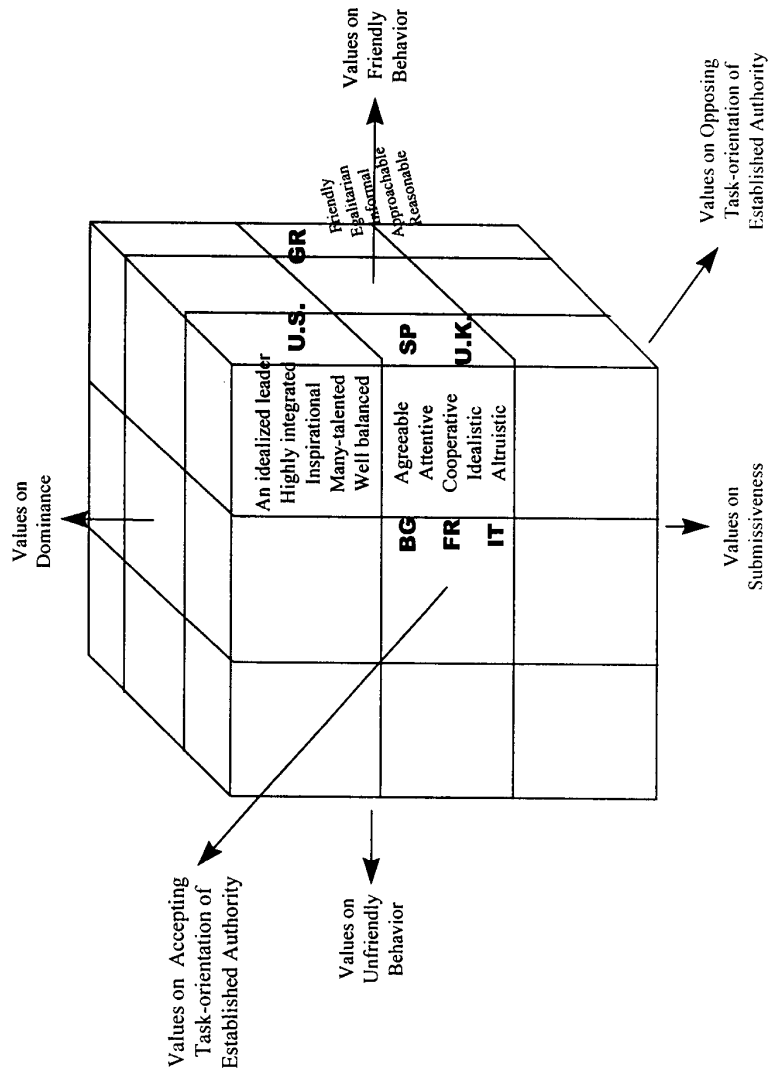 Values on
Dominance
Values on Accepting
Task-orientation of
Established Authority
An idealized leader
Highly integrated
Inspirational
Many-talented
Well balanced
U.S.
GR
Friendly
Egalitarian
Informal
Approachable
Reasonable
Values on
Friendly
Behavior
BG
FR
IT
Agreeable
Attentive
Cooperative
Idealistic
Altruistic
SP
U.K.
Values on
Unfriendly
Behavior
Values on
Submissiveness
Values on Opposing
Task-orientation of
Established Authority